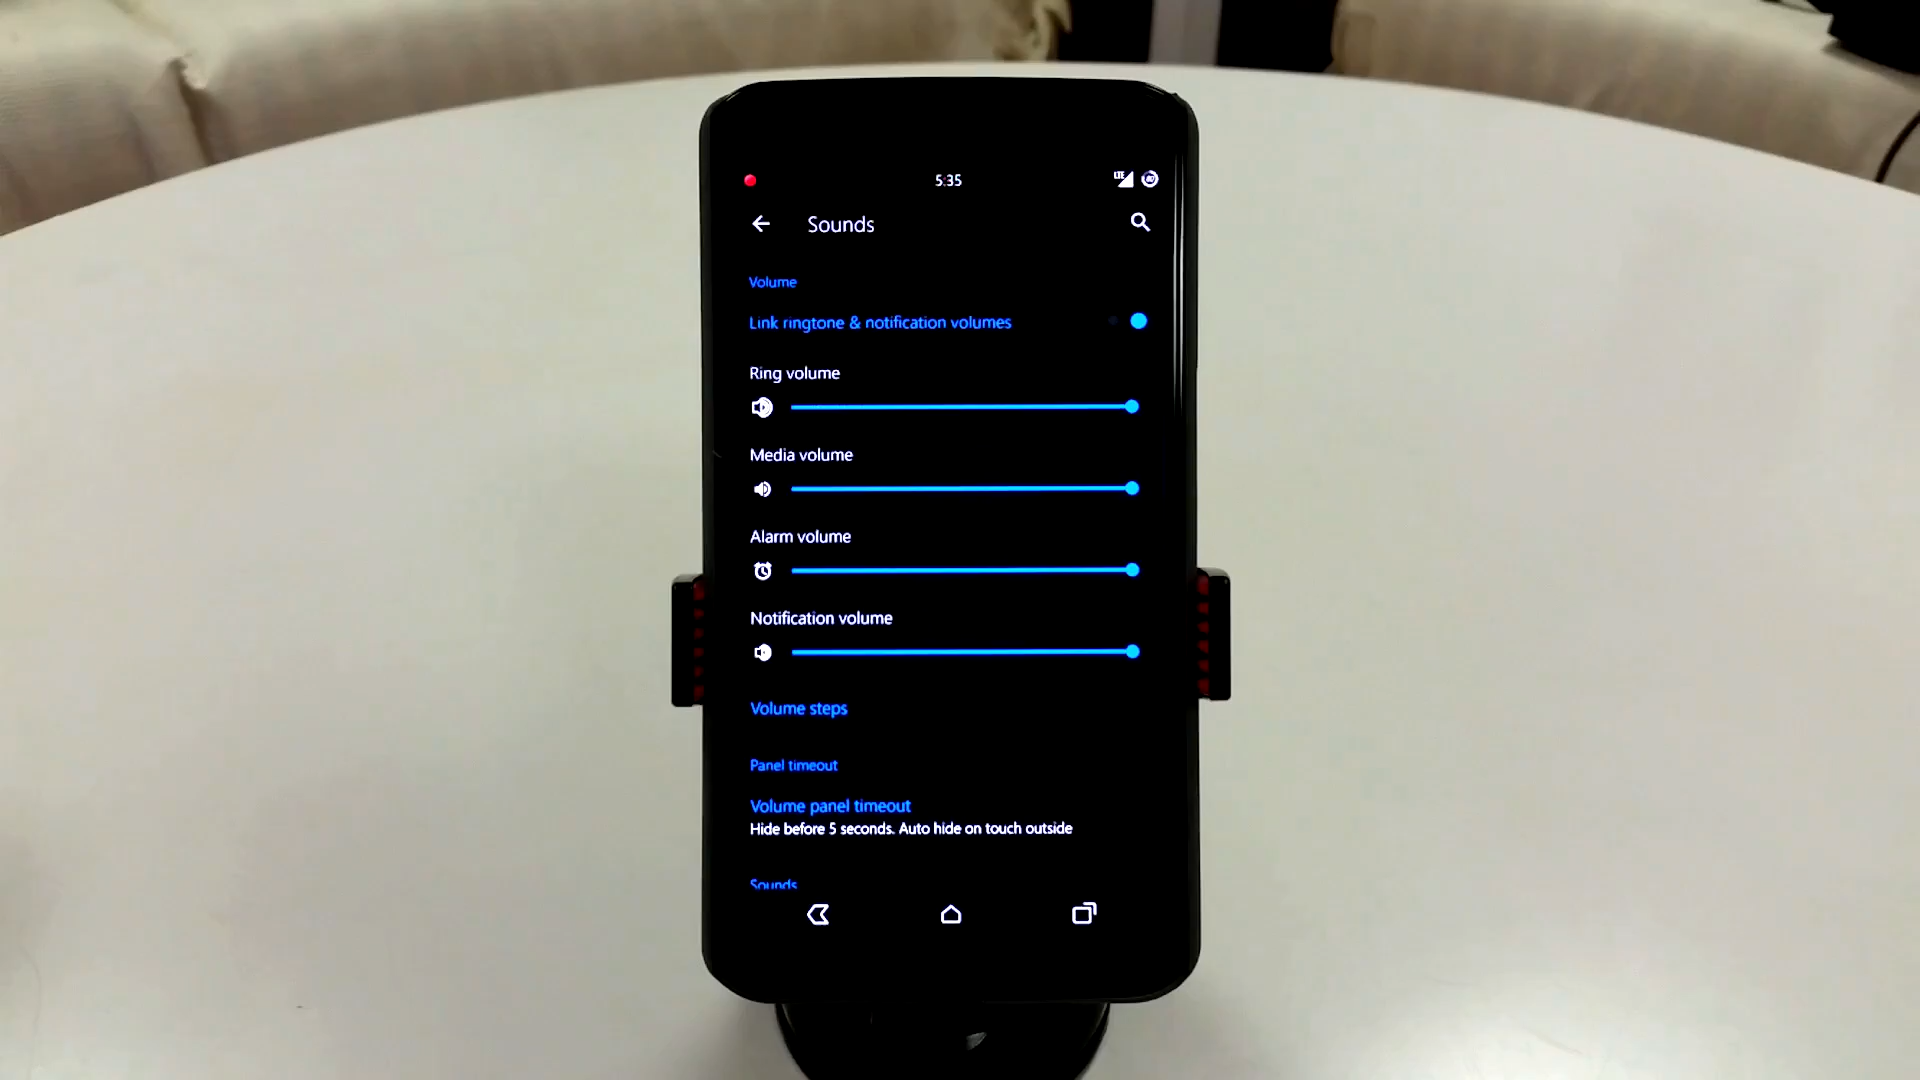 5:35
LTE
Sounds
Volume
Link ringtone & notification volumes
Ring volume
Media volume
Alarm volume
Notification volume
Volume steps
Panel timeout
Volume panel timeout
Hide before 5 seconds. Auto hide on touch outside
Sounds